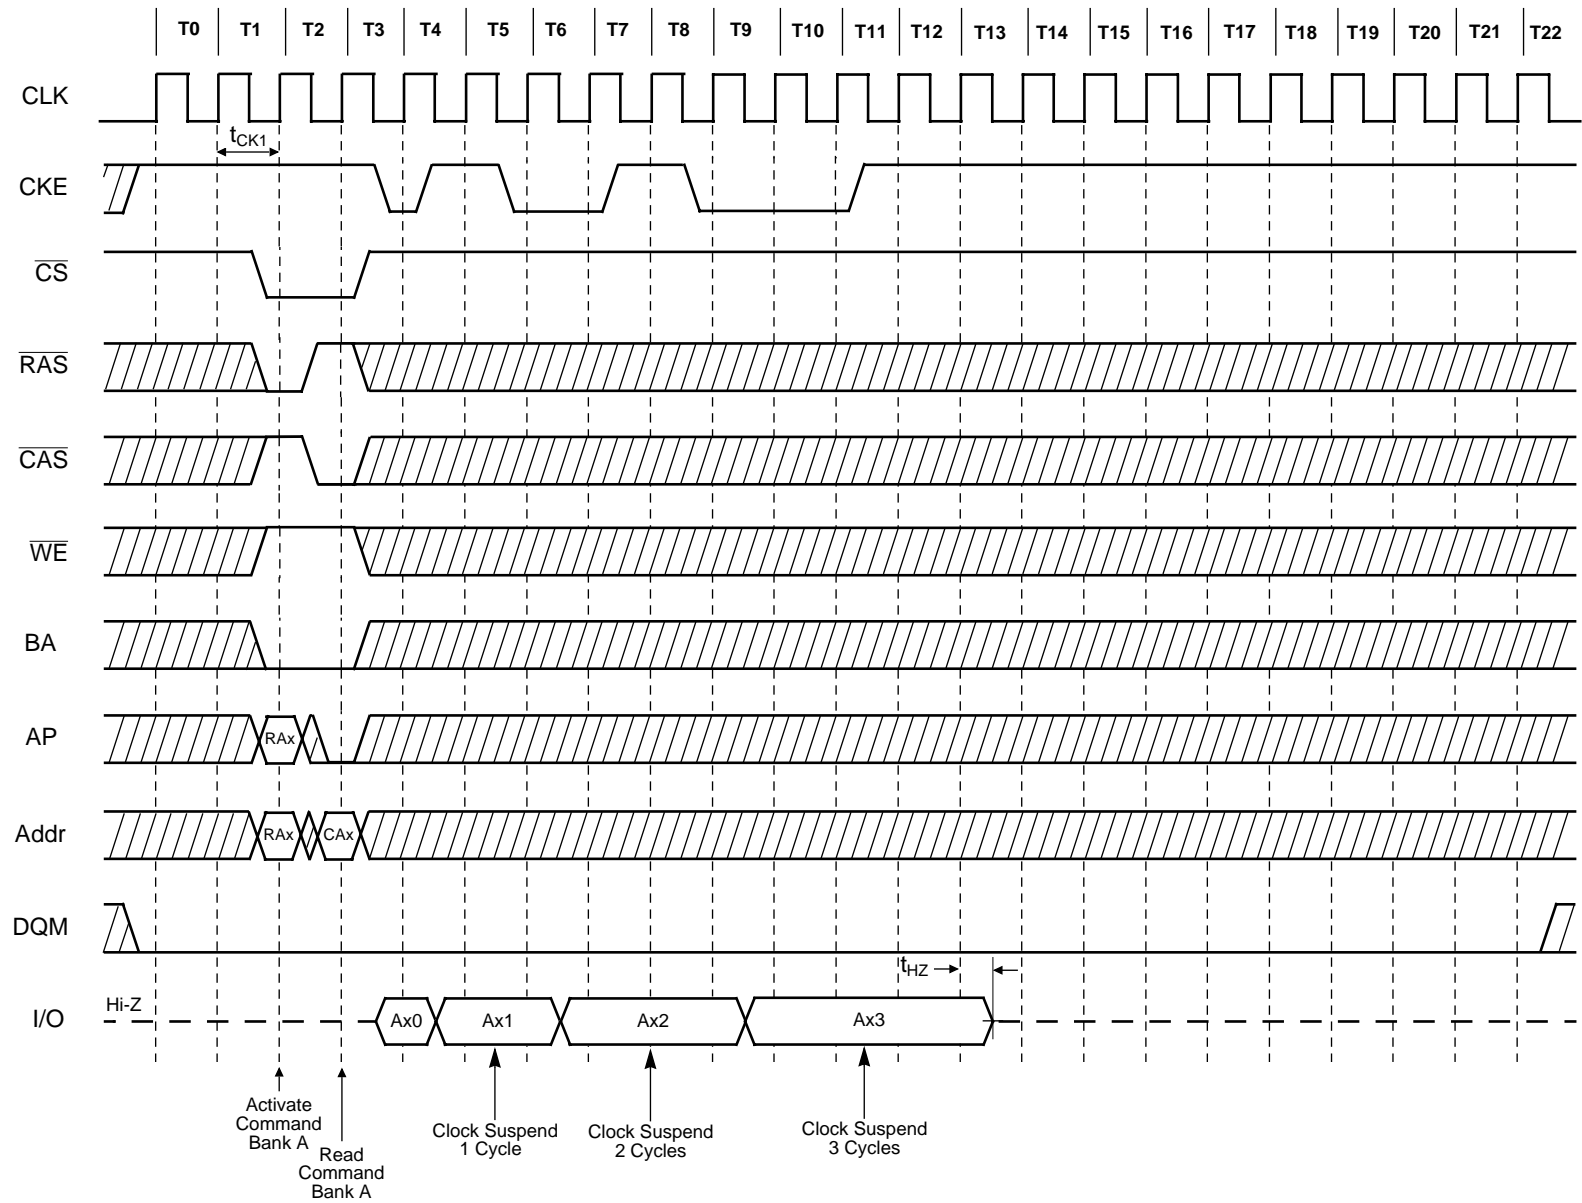 T0 T1 T2 T3 T4 T5 T6 T7 T8 T9 T10 T11 T12 T13 T14 T15 T16 T17 T18 T19 T20 T21 T22
CLK
tCK1
CKE
CS
RAS
CAS
WE
BA
AP
RAx
Addr
RAx CAx
DQM
tHZ
I/O
Hi-Z
Ax0 Ax1 Ax2 Ax3
Activate
Command
Bank A
Read
Command
Bank A
Clock Suspend
1 Cycle
Clock Suspend
2 Cycles
Clock Suspend
3 Cycles